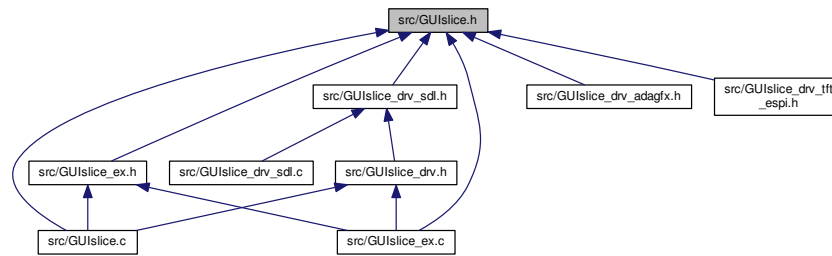 src/GUIslice.h
src/GUIslice_drv_sdl.h
src/GUIslice_drv_adagfx.h
src/GUIslice_drv_tft
_espi.h
src/GUIslice_ex.h
src/GUIslice_drv_sdl.c
src/GUIslice_drv.h
src/GUIslice.c
src/GUIslice_ex.c